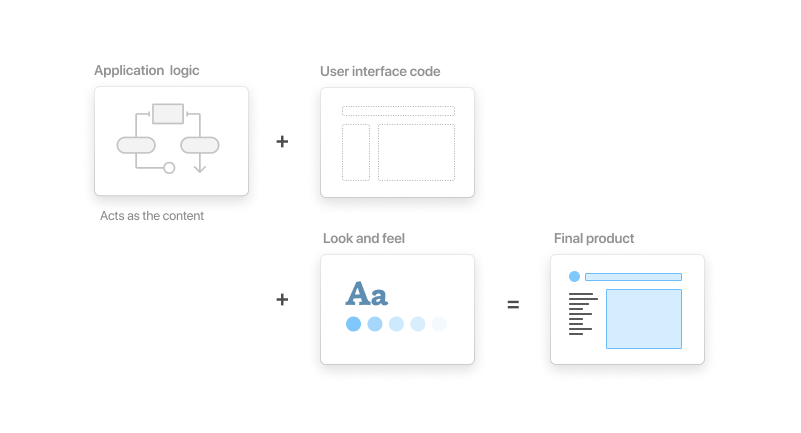 Application logic
User interface code
+
Acts as the content
Look and feel
Final product
+
Aa
=